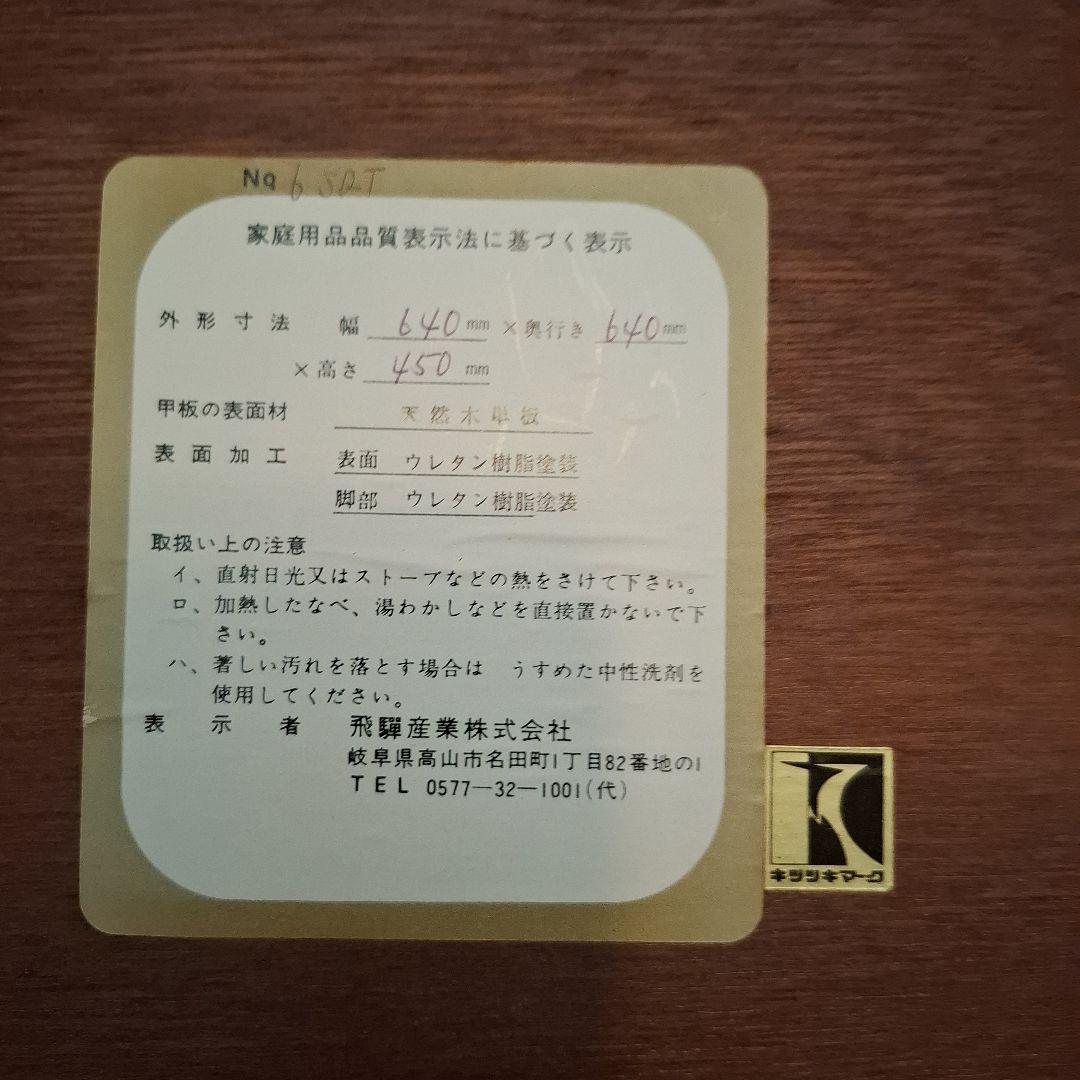 No. 6 SD-T
家庭用品品質表示法に基づく表示
外形寸法 幅 640 mm ×奥行き 640 mm
×高さ 450 mm
甲板の表面材 天然木単板
表面加工 表面 ウレタン樹脂塗装
脚部 ウレタン樹脂塗装
取扱い上の注意
イ、直射日光又はストーブなどの熱をさけて下さい。
ロ、加熱したなべ、湯わかしなどを直接置かないで下
さい。
ハ、著しい汚れを落とす場合は うすめた中性洗剤を
使用してください。
表示者 飛驒産業株式会社
岐阜県高山市名田町1丁目82番地の1
TEL 0577-32-1001(代)
キツツキマーク